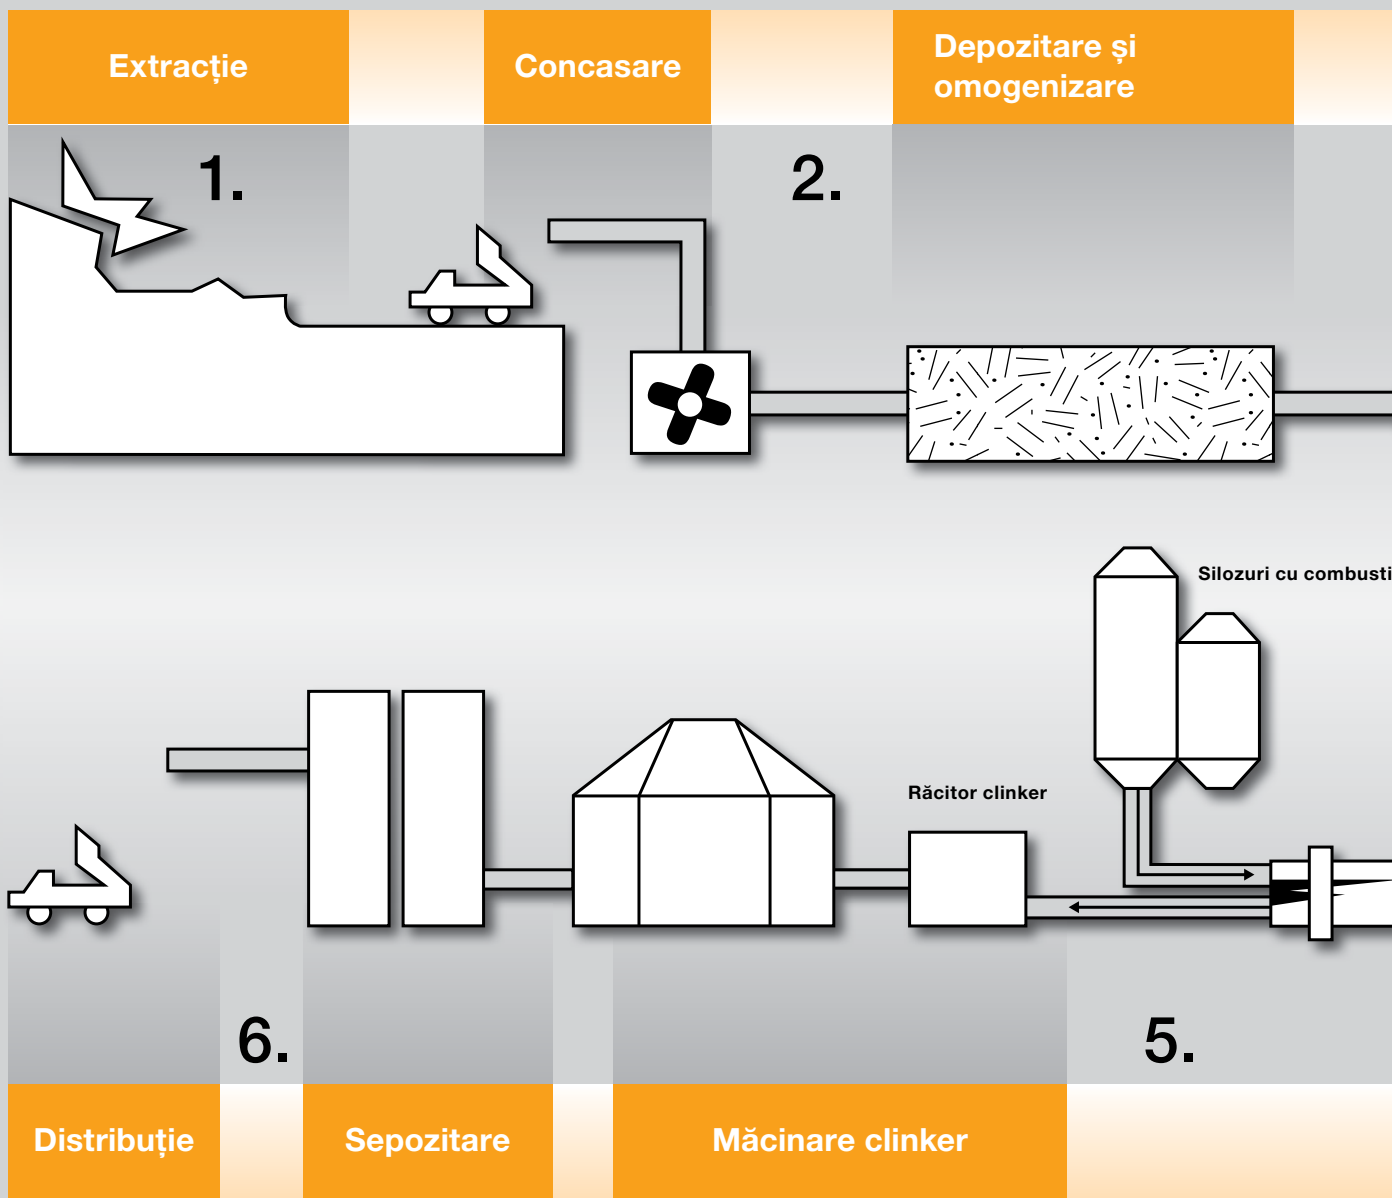 Extracție
Concasare
Depozitare și
omogenizare
1.
2.
Silozuri cu combusti
Răcitor clinker
6.
5.
Distribuție
Sepozitare
Măcinare clinker